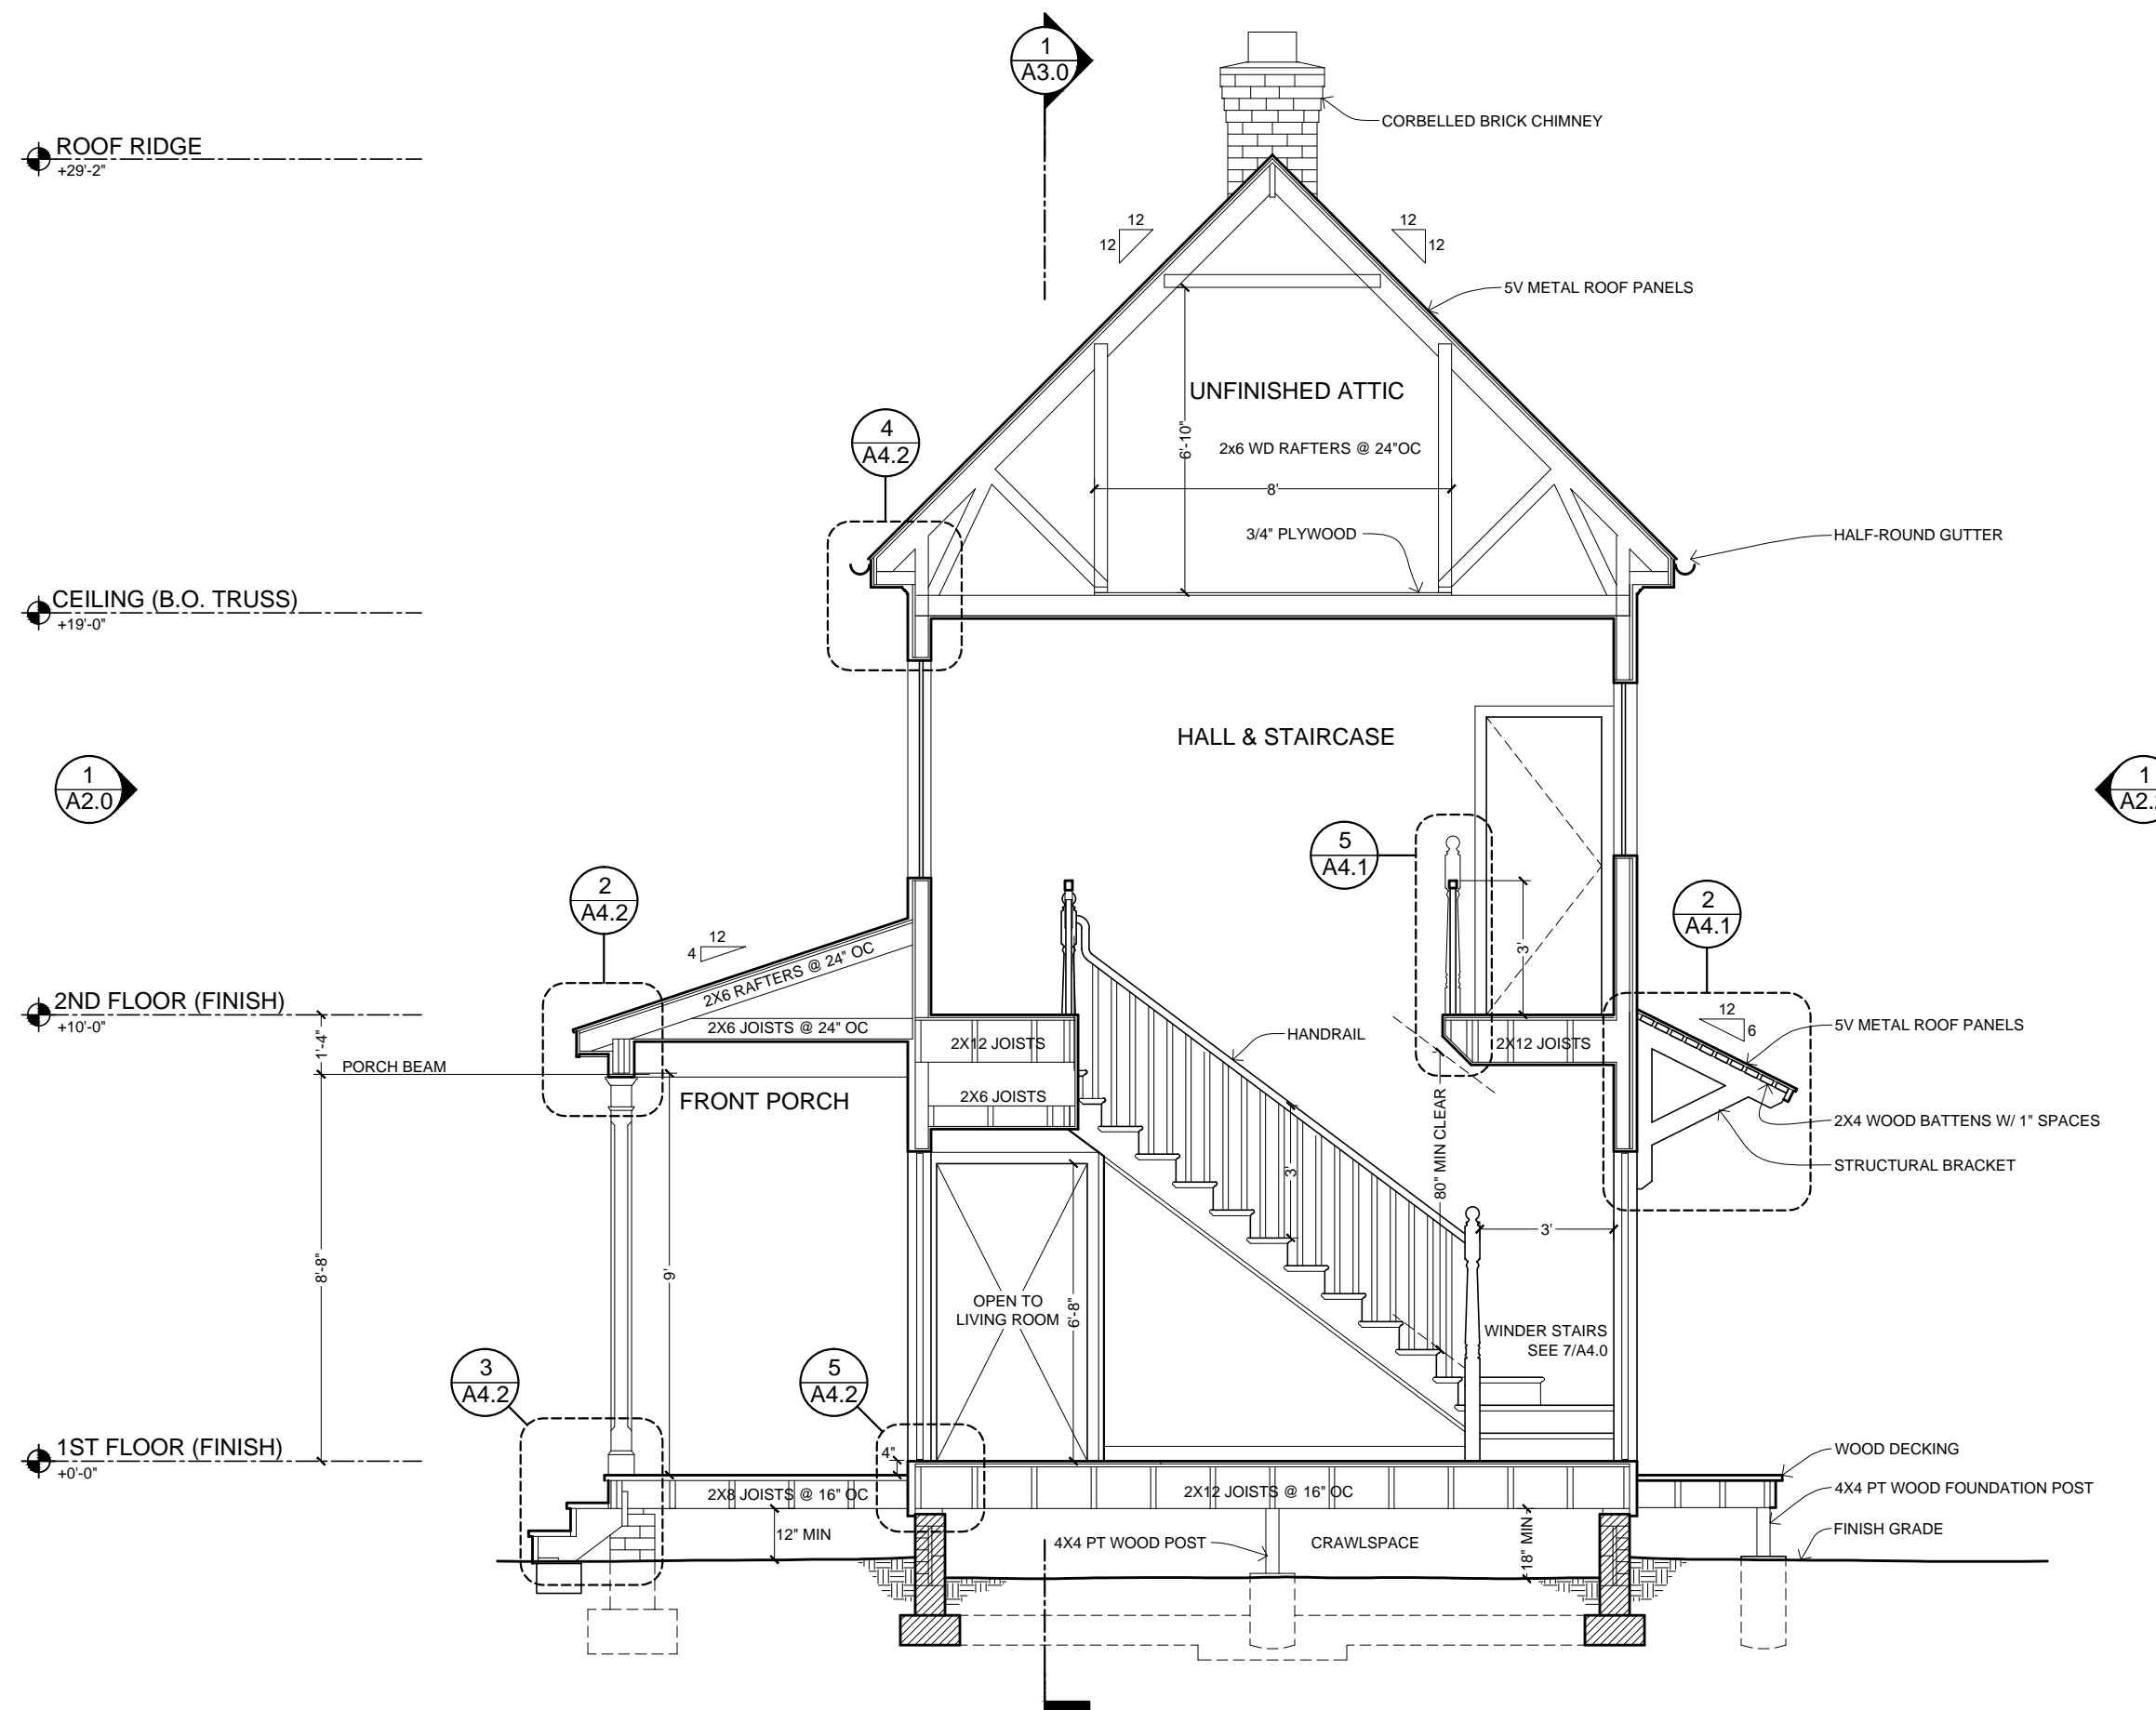 1
A3.0
CORBELLED BRICK CHIMNEY
ROOF RIDGE
+29'-2"
12
12
12
12
5V METAL ROOF PANELS
UNFINISHED ATTIC
6'-10"
2x6 WD RAFTERS @ 24"OC
8'
3/4" PLYWOOD
4
A4.2
HALF-ROUND GUTTER
CEILING (B.O. TRUSS)
+19'-0"
HALL & STAIRCASE
1
A2.0
1
5
A4.1
2
A4.2
2
A4.1
3'
12
4
2X6 RAFTERS @ 24" OC
2ND FLOOR (FINISH)
+10'-0"
2X6 JOISTS @ 24" OC
2X12 JOISTS
HANDRAIL
2X12 JOISTS
12
6
5V METAL ROOF PANELS
1'-4"
PORCH BEAM
FRONT PORCH
2X6 JOISTS
80" MIN CLEAR
2X4 WOOD BATTENS W/ 1" SPACES
STRUCTURAL BRACKET
3'
3'
8'-8"
9'
OPEN TO
LIVING ROOM
6'-8"
WINDER STAIRS
SEE 7/A4.0
3
A4.2
5
A4.2
1ST FLOOR (FINISH)
+0'-0"
4"
WOOD DECKING
2X8 JOISTS @ 16" OC
2X12 JOISTS @ 16" OC
4X4 PT WOOD FOUNDATION POST
12" MIN
4X4 PT WOOD POST
CRAWLSPACE
18" MIN
FINISH GRADE